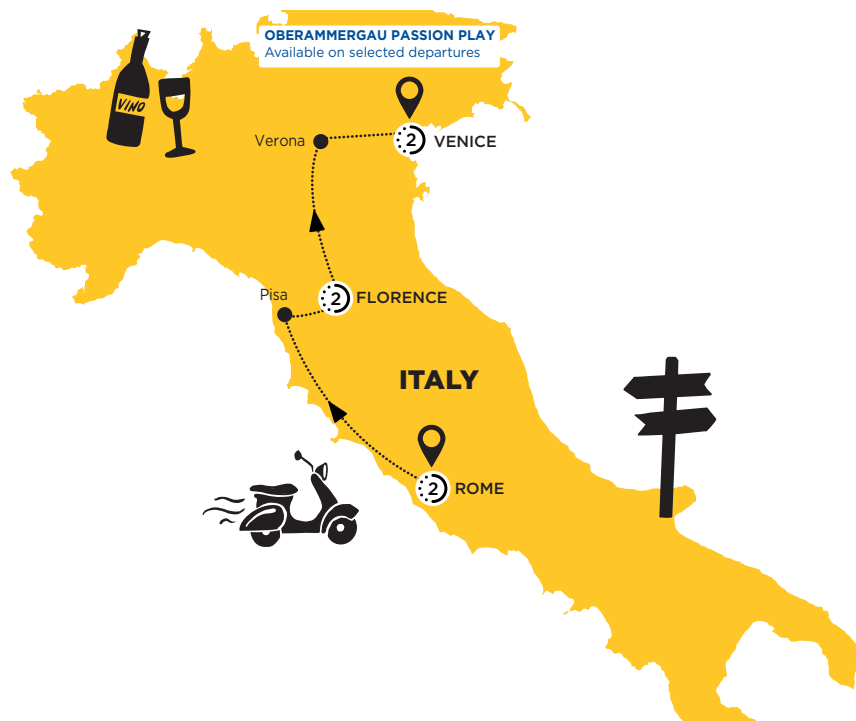 OBERAMMERGAU PASSION PLAY
Available on selected departures
VINO
Verona
2 VENICE
Pisa
2 FLORENCE
ITALY
2 ROME